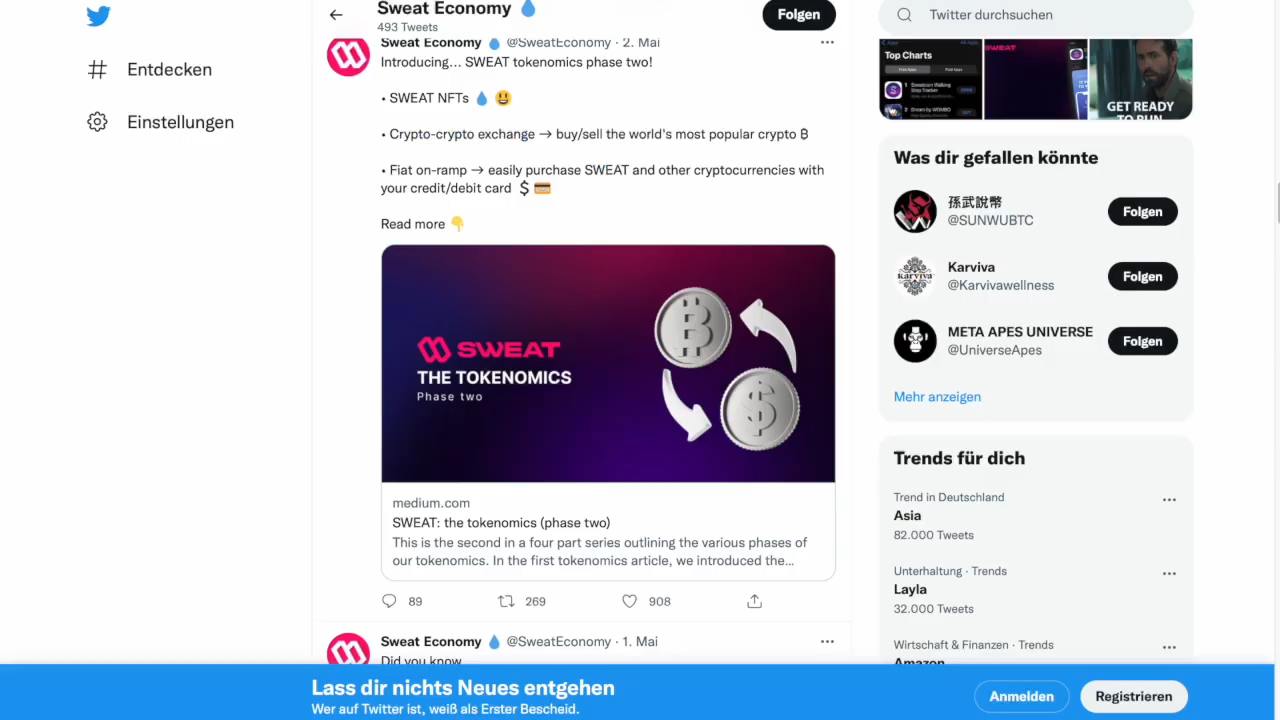 Entdecken
Einstellungen
Sweat Economy 💧
493 Tweets
Folgen
Sweat Economy 💧 @SweatEconomy · 2. Mai
Introducing... SWEAT tokenomics phase two!
• SWEAT NFTs 💧 😃
• Crypto-crypto exchange → buy/sell the world's most popular crypto ₿
• Fiat on-ramp → easily purchase SWEAT and other cryptocurrencies with
your credit/debit card 💲 💳
Read more 👇
SWEAT
THE TOKENOMICS
Phase two
medium.com
SWEAT: the tokenomics (phase two)
This is the second in a four part series outlining the various phases of
our tokenomics. In the first tokenomics article, we introduced the...
89
269
908
Sweat Economy 💧 @SweatEconomy · 1. Mai
Did you know
Twitter durchsuchen
Top Charts
SWEAT
GET READY
TO RUN
Was dir gefallen könnte
孫武說幣
@SUNWUBTC
Folgen
Karviva
@Karvivawellness
Folgen
META APES UNIVERSE
@UniverseApes
Folgen
Mehr anzeigen
Trends für dich
Trend in Deutschland
Asia
82.000 Tweets
Unterhaltung · Trends
Layla
32.000 Tweets
Wirtschaft & Finanzen · Trends
Amazon
Lass dir nichts Neues entgehen
Wer auf Twitter ist, weiß als Erster Bescheid.
Anmelden
Registrieren